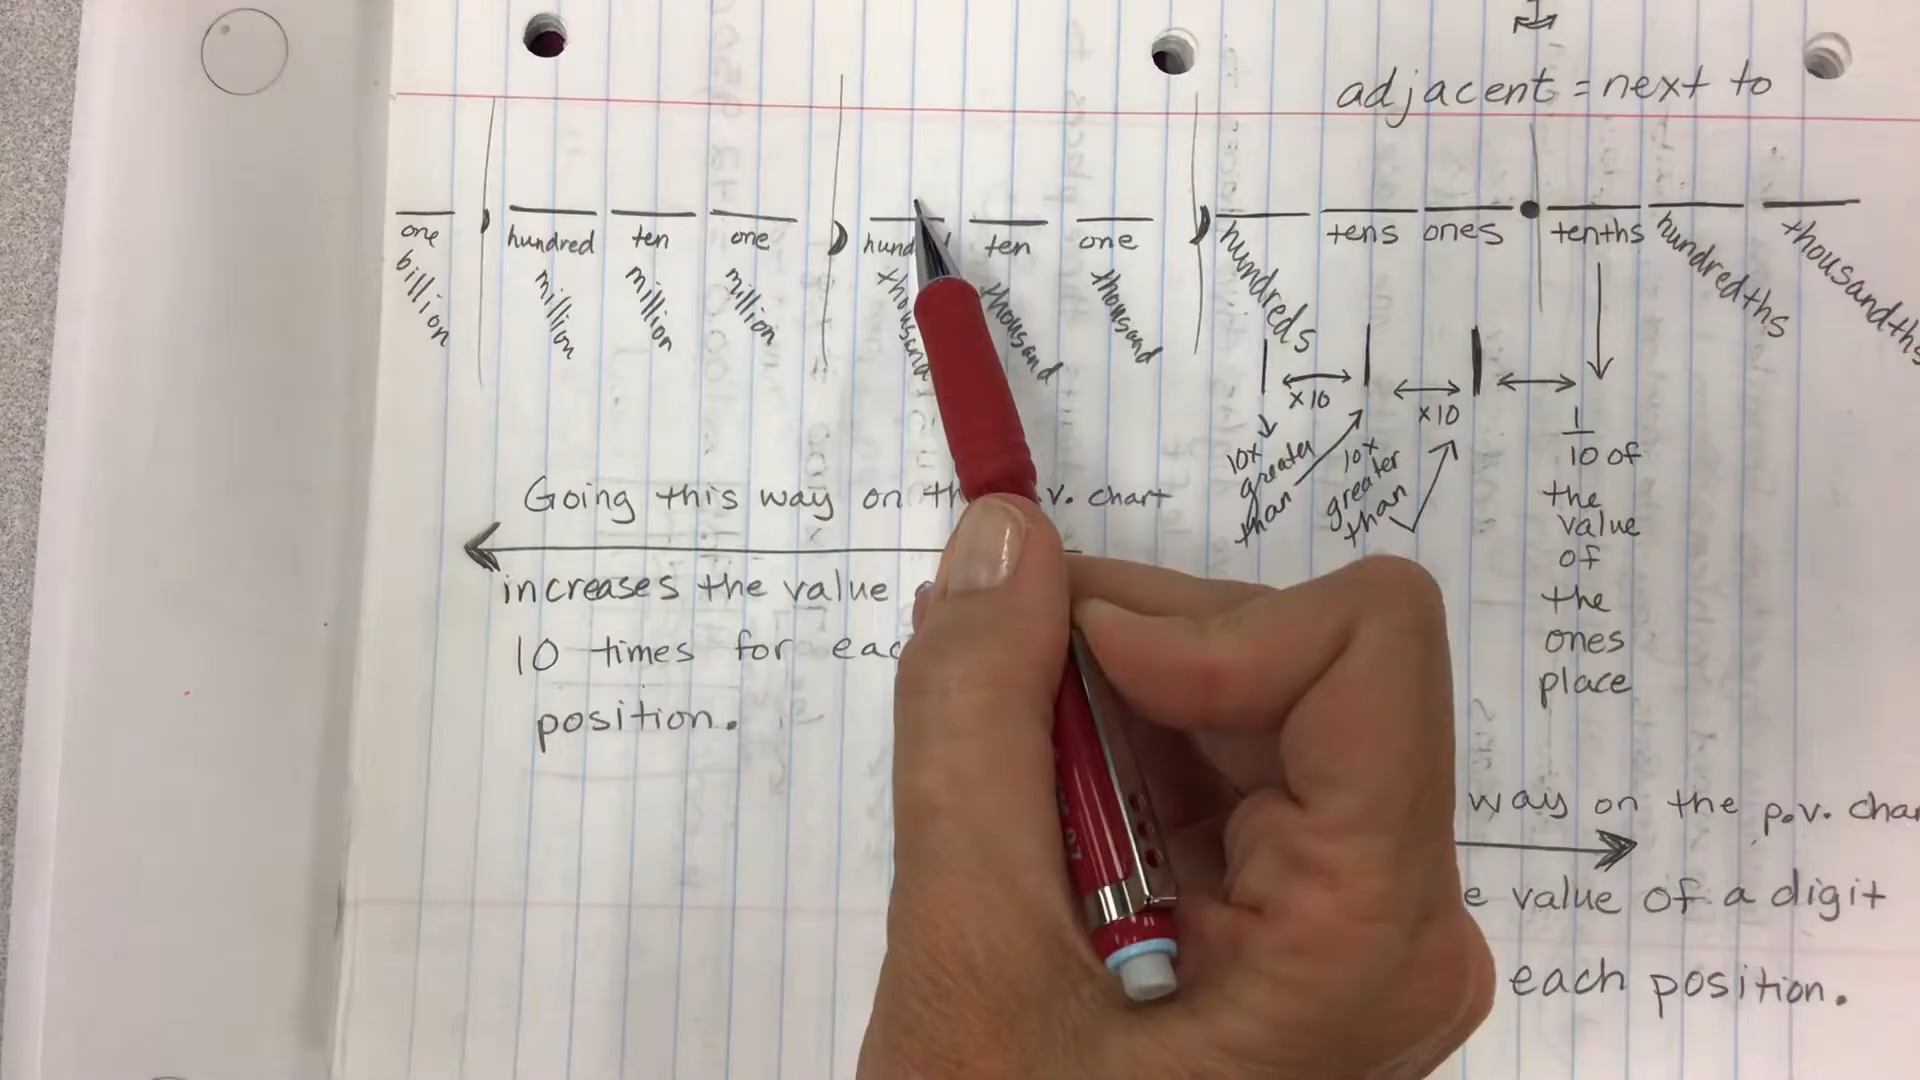 adjacent = next to
one billion , hundred million ten million one million , thousand ten thousand one thousand , hundreds tens ones . tenths hundredths thousandths
x10 x10
10x greater than
10x greater than
1/10 of
the
value
of
the
ones
place
Going this way on .v. chart
increases the value
10 times for
position.
way on the p.v.
value of a digit
each position.
07